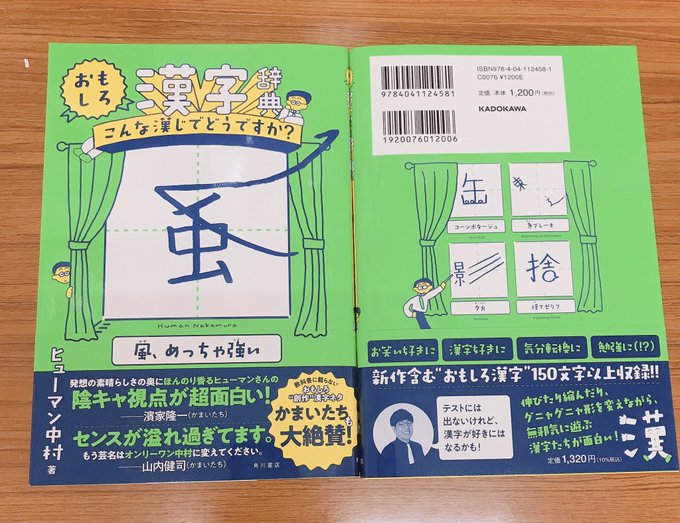 おもしろ
漢字辞典
こんな漢じでどうですか?
Human Nakamura
風、めっちゃ強い
ヒューマン中村 著
発想の素晴らしさの奥にほんのり香るヒューマンさんの
陰キャ視点が超面白い!
——濱家隆一(かまいたち)
センスが溢れ過ぎてます。
もう芸名はオンリーワン中村に変えてください。
——山内健司(かまいたち)
教科書に載らない
おもしろ
"創作"漢字ネタ
かまいたちも
大絶賛!
角川書店
9784041124581
1920076012006
ISBN978-4-04-112458-1
C0076 ¥1200E
定価:本体1,200円(税別)
KADOKAWA
缶
コーンポタージュ
急ブレーキ
影
夕方
捨
捨てゼリフ
お笑い好きに
漢字好きに
気分転換に
勉強に(!?)
新作含む"おもしろ漢字"150文字以上収録!!
テストには
出ないけれど、
漢字が好きには
なるかも!
伸びたり縮んだり、
グニャグニャ形を変えながら、
無邪気に遊ぶ
漢字たちが面白い!
漢
定価1,320円(10%税込)